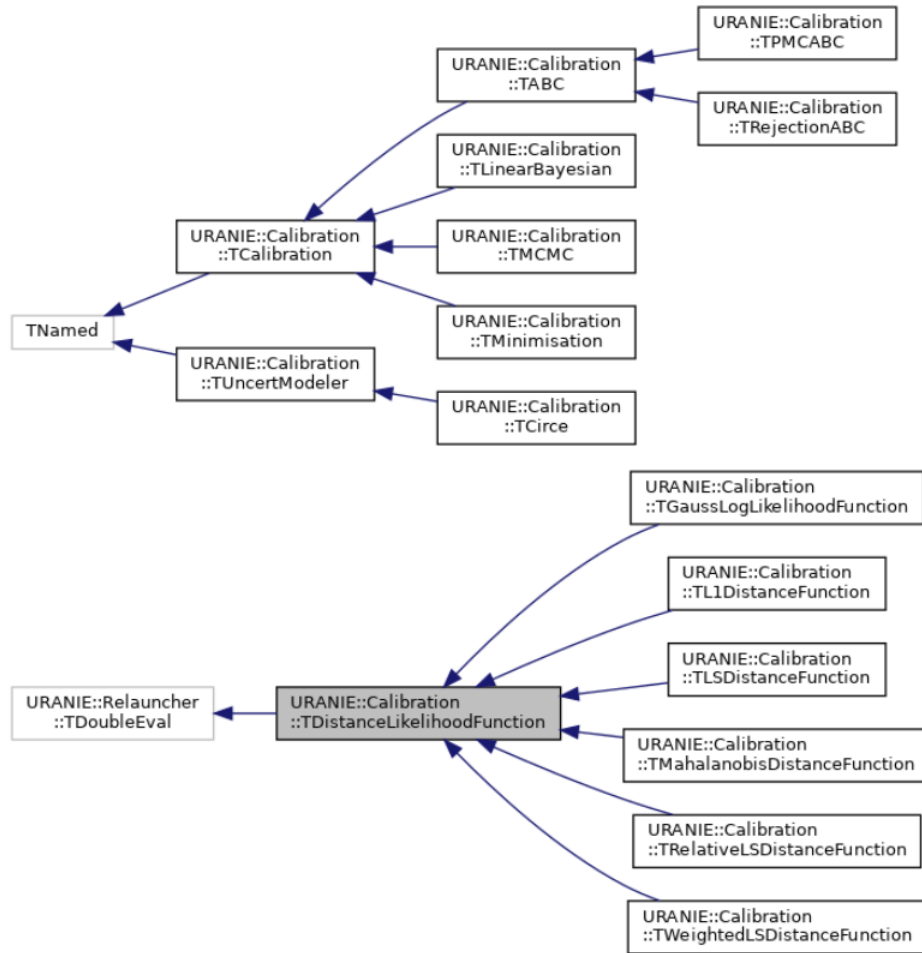 URANIE::Calibration
::TPMCABC
URANIE::Calibration
::TABC
URANIE::Calibration
::TRejectionABC
URANIE::Calibration
::TLinearBayesian
URANIE::Calibration
::TCalibration
URANIE::Calibration
::TMCMC
TNamed
URANIE::Calibration
::TMinimisation
URANIE::Calibration
::TUncertModeler
URANIE::Calibration
::TCirce
URANIE::Calibration
::TGaussLogLikelihoodFunction
URANIE::Calibration
::TL1DistanceFunction
URANIE::Calibration
::TLSDistanceFunction
URANIE::Relauncher
::TDoubleEval
URANIE::Calibration
::TDistanceLikelihoodFunction
URANIE::Calibration
::TMahalanobisDistanceFunction
URANIE::Calibration
::TRelativeLSDistanceFunction
URANIE::Calibration
::TWeightedLSDistanceFunction